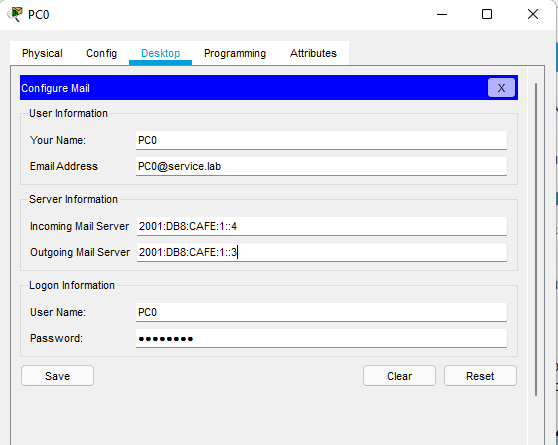 PC0
Physical Config Desktop Programming Attributes
Configure Mail X
User Information
Your Name: PC0
Email Address PC0@service.lab
Server Information
Incoming Mail Server 2001:DB8:CAFE:1::4
Outgoing Mail Server 2001:DB8:CAFE:1::3
Logon Information
User Name: PC0
Password: ●●●●●●●●
Save Clear Reset